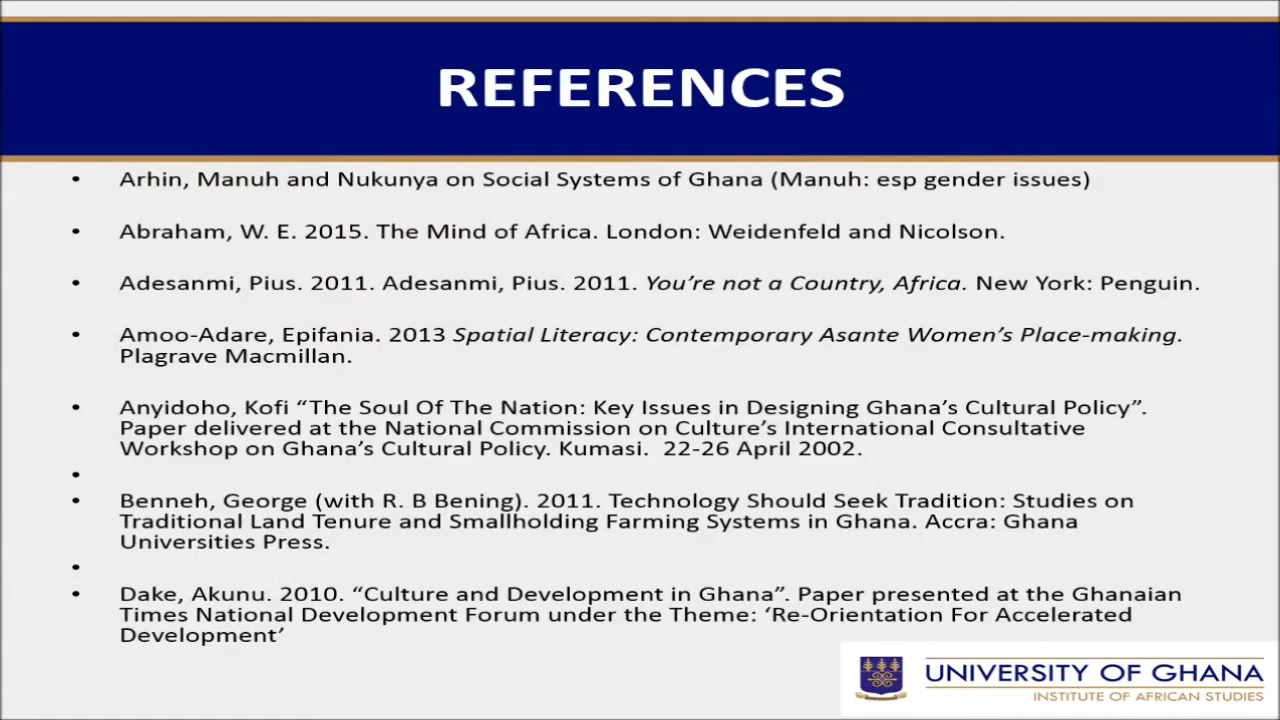 REFERENCES
• Arhin, Manuh and Nukunya on Social Systems of Ghana (Manuh: esp gender issues)
• Abraham, W. E. 2015. The Mind of Africa. London: Weidenfeld and Nicolson.
• Adesanmi, Pius. 2011. Adesanmi, Pius. 2011. You’re not a Country, Africa. New York: Penguin.
• Amoo-Adare, Epifania. 2013 Spatial Literacy: Contemporary Asante Women’s Place-making.
Plagrave Macmillan.
• Anyidoho, Kofi “The Soul Of The Nation: Key Issues in Designing Ghana’s Cultural Policy”.
Paper delivered at the National Commission on Culture’s International Consultative
Workshop on Ghana’s Cultural Policy. Kumasi. 22-26 April 2002.
•
• Benneh, George (with R. B Bening). 2011. Technology Should Seek Tradition: Studies on
Traditional Land Tenure and Smallholding Farming Systems in Ghana. Accra: Ghana
Universities Press.
•
• Dake, Akunu. 2010. “Culture and Development in Ghana”. Paper presented at the Ghanaian
Times National Development Forum under the Theme: ‘Re-Orientation For Accelerated
Development’
UNIVERSITY OF GHANA
INSTITUTE OF AFRICAN STUDIES